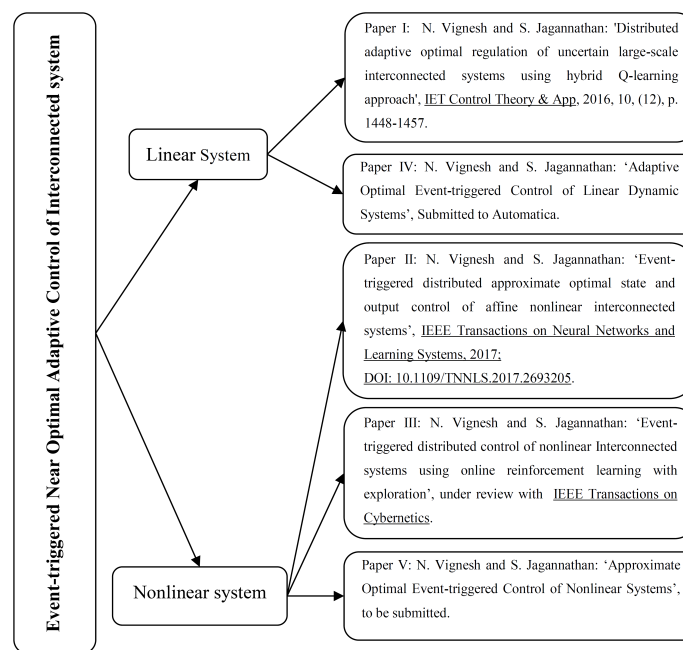 Event-triggered Near Optimal Adaptive Control of Interconnected system
Linear System
Nonlinear system
Paper I: N. Vignesh and S. Jagannathan: 'Distributed
adaptive optimal regulation of uncertain large-scale
interconnected systems using hybrid Q-learning
approach', IET Control Theory & App, 2016, 10, (12), p.
1448-1457.
Paper IV: N. Vignesh and S. Jagannathan: ‘Adaptive
Optimal Event-triggered Control of Linear Dynamic
Systems’, Submitted to Automatica.
Paper II: N. Vignesh and S. Jagannathan: ‘Event-
triggered distributed approximate optimal state and
output control of affine nonlinear interconnected
systems’, IEEE Transactions on Neural Networks and
Learning Systems, 2017;
DOI: 10.1109/TNNLS.2017.2693205.
Paper III: N. Vignesh and S. Jagannathan: ‘Event-
triggered distributed control of nonlinear Interconnected
systems using online reinforcement learning with
exploration’, under review with IEEE Transactions on
Cybernetics.
Paper V: N. Vignesh and S. Jagannathan: ‘Approximate
Optimal Event-triggered Control of Nonlinear Systems’,
to be submitted.